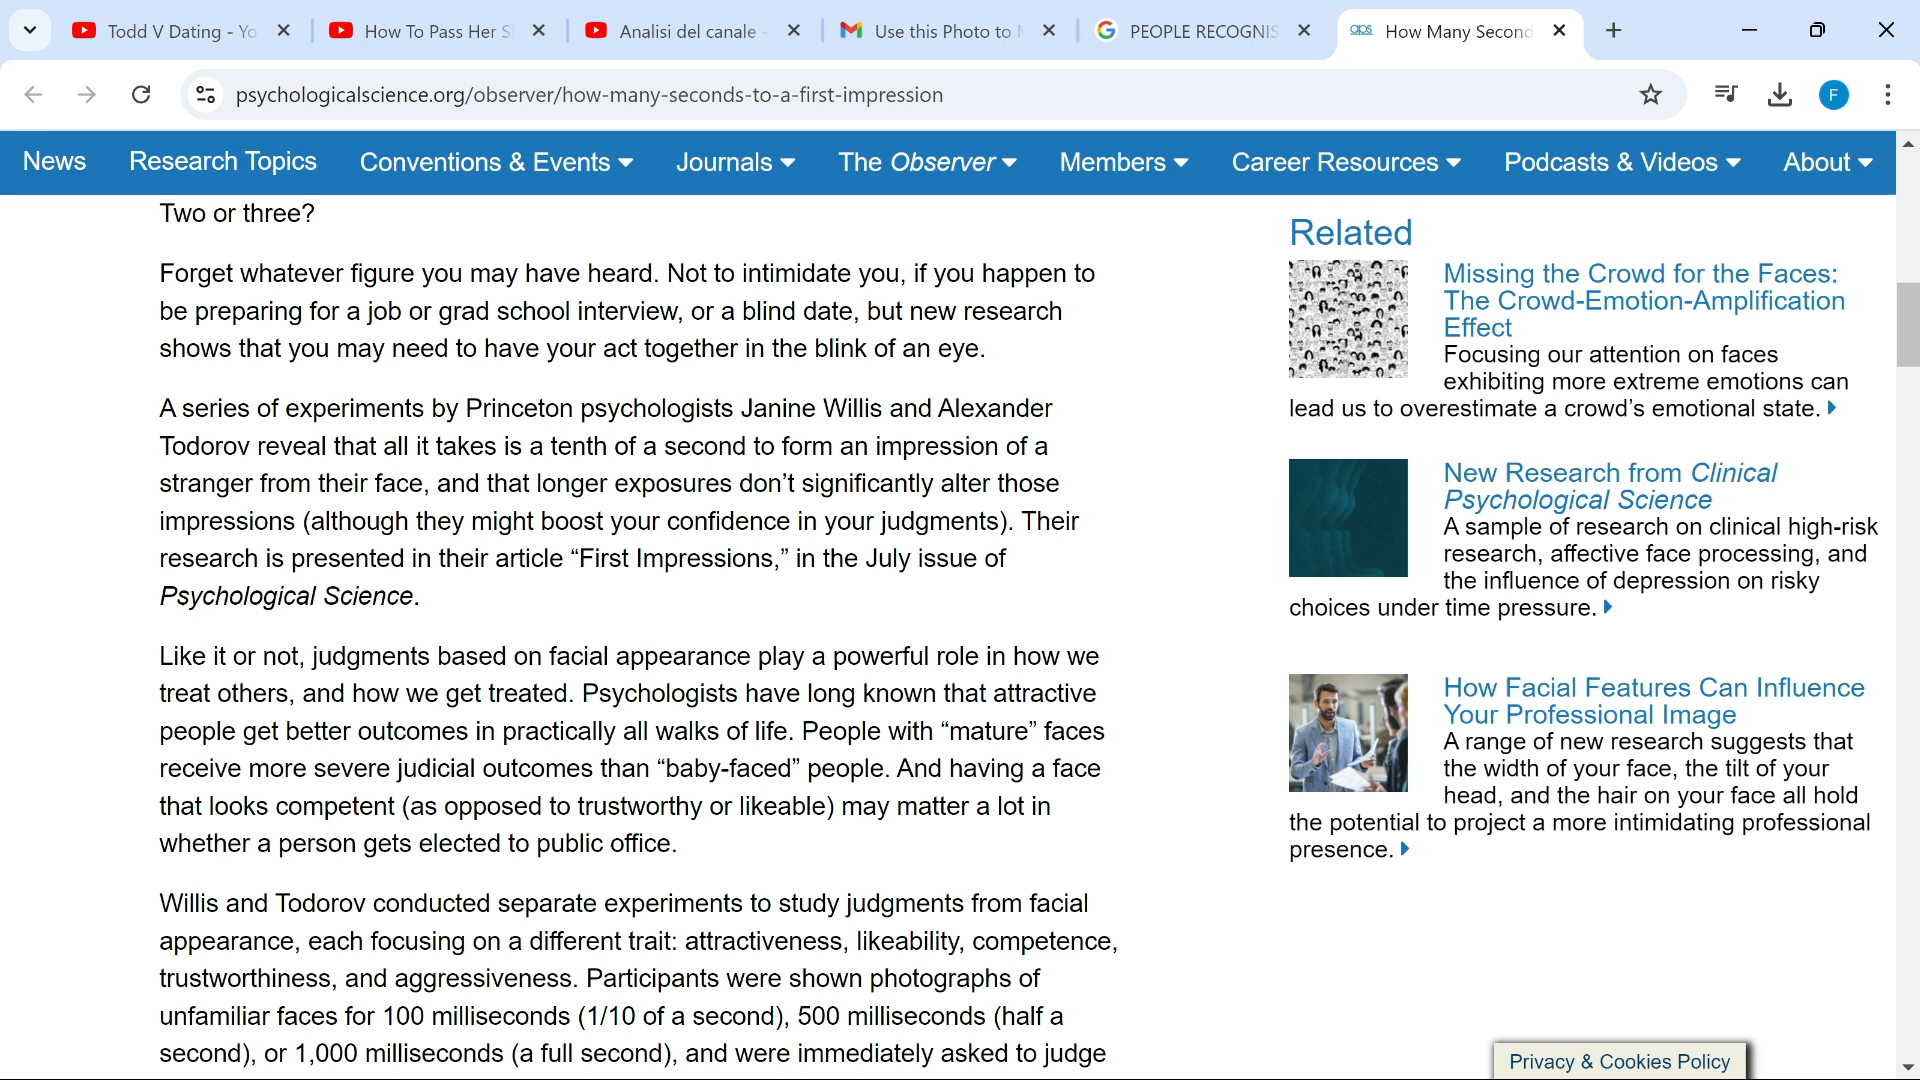 Todd V Dating - Yo
How To Pass Her S
Analisi del canale -
Use this Photo to
PEOPLE RECOGNIS
aps How Many Second
psychologicalscience.org/observer/how-many-seconds-to-a-first-impression
F
News Research Topics Conventions & Events Journals The Observer Members Career Resources Podcasts & Videos About
Two or three?
Forget whatever figure you may have heard. Not to intimidate you, if you happen to
be preparing for a job or grad school interview, or a blind date, but new research
shows that you may need to have your act together in the blink of an eye.
A series of experiments by Princeton psychologists Janine Willis and Alexander
Todorov reveal that all it takes is a tenth of a second to form an impression of a
stranger from their face, and that longer exposures don’t significantly alter those
impressions (although they might boost your confidence in your judgments). Their
research is presented in their article “First Impressions,” in the July issue of
Psychological Science.
Like it or not, judgments based on facial appearance play a powerful role in how we
treat others, and how we get treated. Psychologists have long known that attractive
people get better outcomes in practically all walks of life. People with “mature” faces
receive more severe judicial outcomes than “baby-faced” people. And having a face
that looks competent (as opposed to trustworthy or likeable) may matter a lot in
whether a person gets elected to public office.
Willis and Todorov conducted separate experiments to study judgments from facial
appearance, each focusing on a different trait: attractiveness, likeability, competence,
trustworthiness, and aggressiveness. Participants were shown photographs of
unfamiliar faces for 100 milliseconds (1/10 of a second), 500 milliseconds (half a
second), or 1,000 milliseconds (a full second), and were immediately asked to judge
Related
Missing the Crowd for the Faces:
The Crowd-Emotion-Amplification
Effect
Focusing our attention on faces
exhibiting more extreme emotions can
lead us to overestimate a crowd’s emotional state.
New Research from Clinical
Psychological Science
A sample of research on clinical high-risk
research, affective face processing, and
the influence of depression on risky
choices under time pressure.
How Facial Features Can Influence
Your Professional Image
A range of new research suggests that
the width of your face, the tilt of your
head, and the hair on your face all hold
the potential to project a more intimidating professional
presence.
Privacy & Cookies Policy